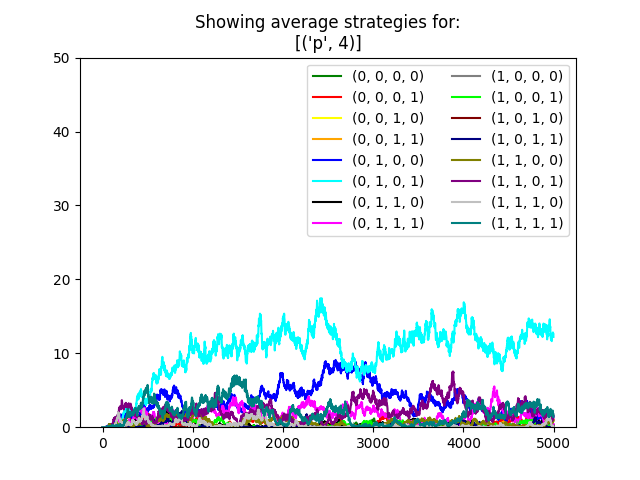 Showing average strategies for:
[('p', 4)]
50
40
30
20
10
0
(0, 0, 0, 0)
(0, 0, 0, 1)
(0, 0, 1, 0)
(0, 0, 1, 1)
(0, 1, 0, 0)
(0, 1, 0, 1)
(0, 1, 1, 0)
(0, 1, 1, 1)
(1, 0, 0, 0)
(1, 0, 0, 1)
(1, 0, 1, 0)
(1, 0, 1, 1)
(1, 1, 0, 0)
(1, 1, 0, 1)
(1, 1, 1, 0)
(1, 1, 1, 1)
0 1000 2000 3000 4000 5000